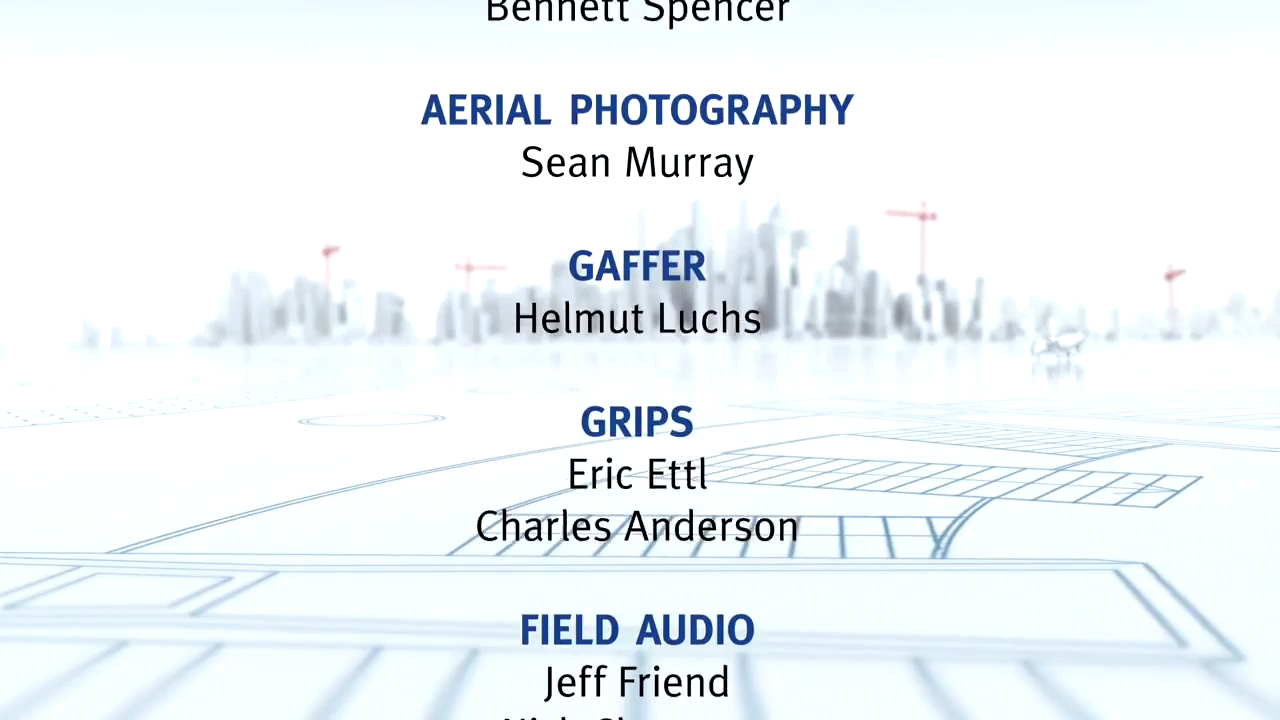 Bennett Spencer
AERIAL PHOTOGRAPHY
Sean Murray
GAFFER
Helmut Luchs
GRIPS
Eric Ettl
Charles Anderson
FIELD AUDIO
Jeff Friend